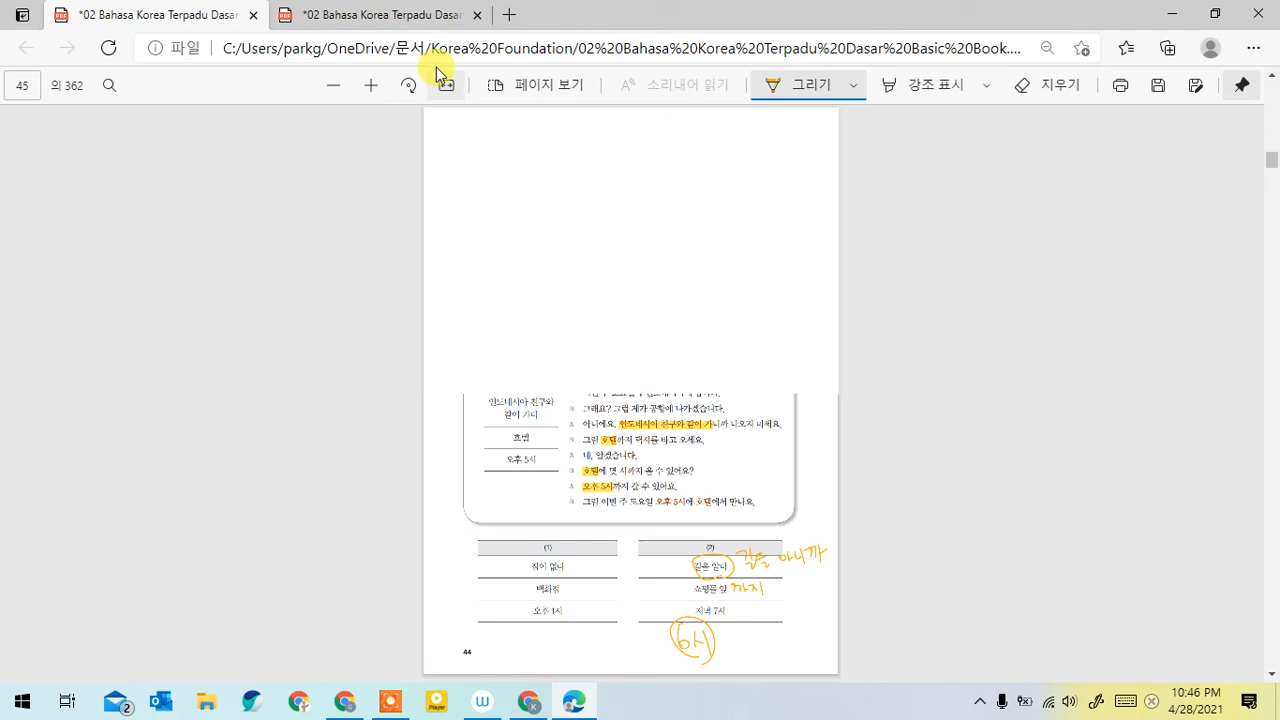 *02 Bahasa Korea Terpadu Dasar
*02 Bahasa Korea Terpadu Dasar
파일
C:/Users/parkg/OneDrive/문서/Korea%20Foundation/02%20Bahasa%20Korea%20Terpadu%20Dasar%20Basic%20Book....
45 의 362
페이지 보기
소리내어 읽기
그리기
강조 표시
지우기
인도네시아 친구와
같이 가다
호텔
오후 5시
B 그래요? 그럼 제가 공항에 나가겠습니다.
A 아니에요. 인도네시아 친구와 같이 가니까 나오지 마세요.
B 그럼 호텔까지 택시를 타고 오세요.
A 네, 알겠습니다.
B 호텔에 몇 시까지 올 수 있어요?
A 오후 5시까지 갈 수 있어요.
B 그럼 이번 주 토요일 오후 5시에 호텔에서 만나요.
(1)
짐이 없다
백화점
오후 1시
(2)
길을 알다 길을 아니까
쇼핑몰 앞 까지
저녁 7시
6시
44
2
Player
10:46 PM
4/28/2021